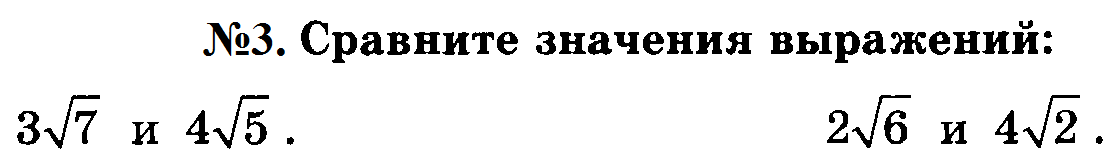 №3. Сравните значения выражений:
3√7 и 4√5 . 2√6 и 4√2 .